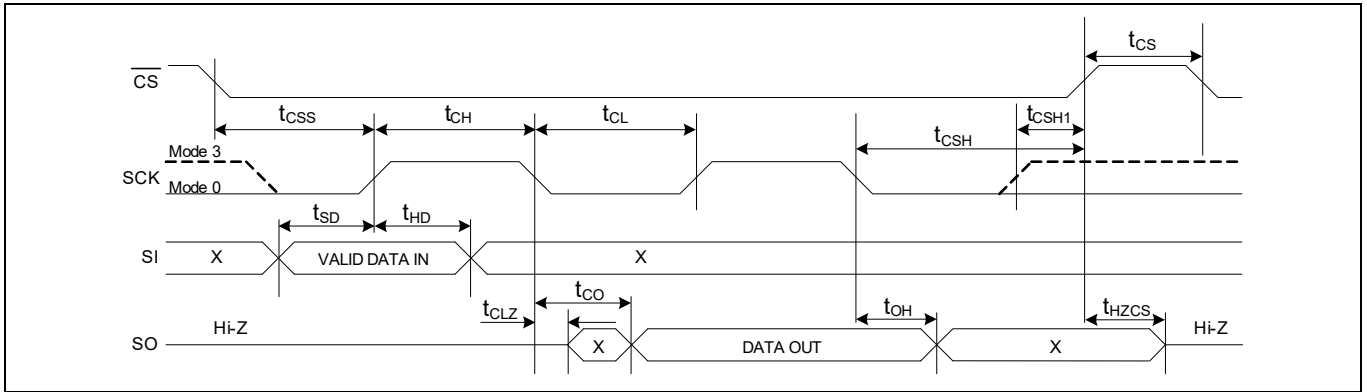 tCS
CS
tCSS
tCH
tCL
tCSH1
tCSH
Mode 3
SCK
Mode 0
tSD
tHD
SI
X
VALID DATA IN
X
tCO
tCLZ
tOH
tHZCS
Hi-Z
Hi-Z
SO
X
DATA OUT
X